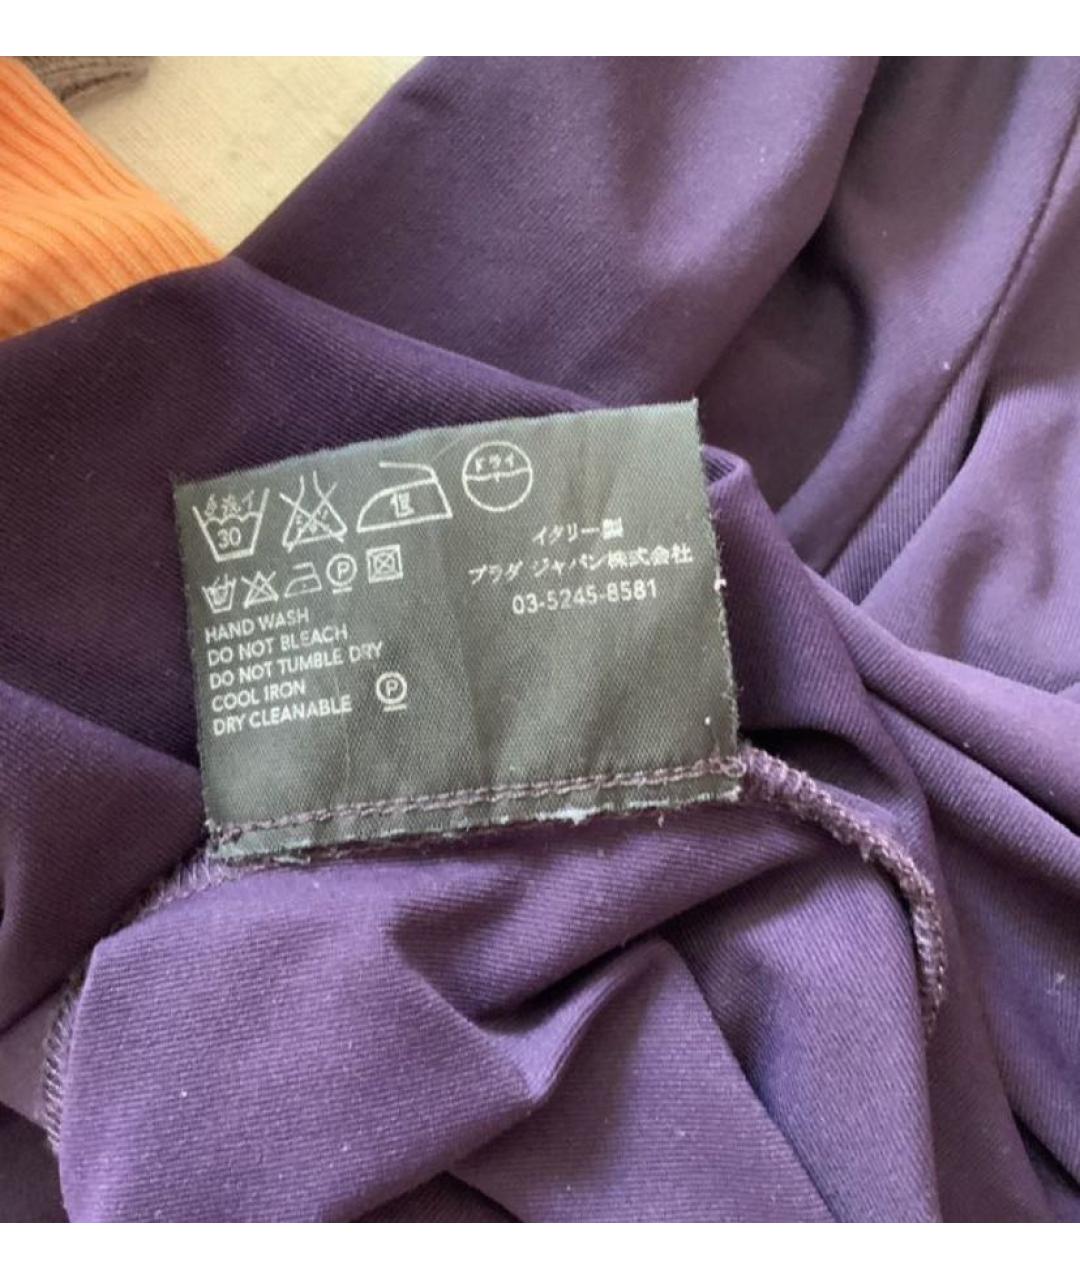 手洗イ
30
低
ドライ
P
HAND WASH
DO NOT BLEACH
DO NOT TUMBLE DRY
COOL IRON
DRY CLEANABLE P
イタリー製
プラダ ジャパン株式会社
03-5245-8581